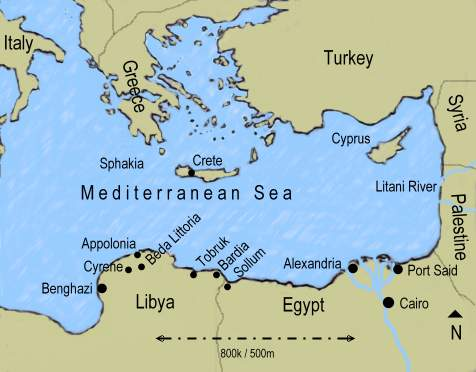 Italy
Turkey
Greece
Syria
Cyprus
Sphakia
Crete
Litani River
Mediterranean Sea
Palestine
Appolonia
Beda Littoria
Cyrene
Tobruk
Bardia
Sollum
Alexandria
Port Said
Benghazi
Libya
Egypt
Cairo
N
800k / 500m